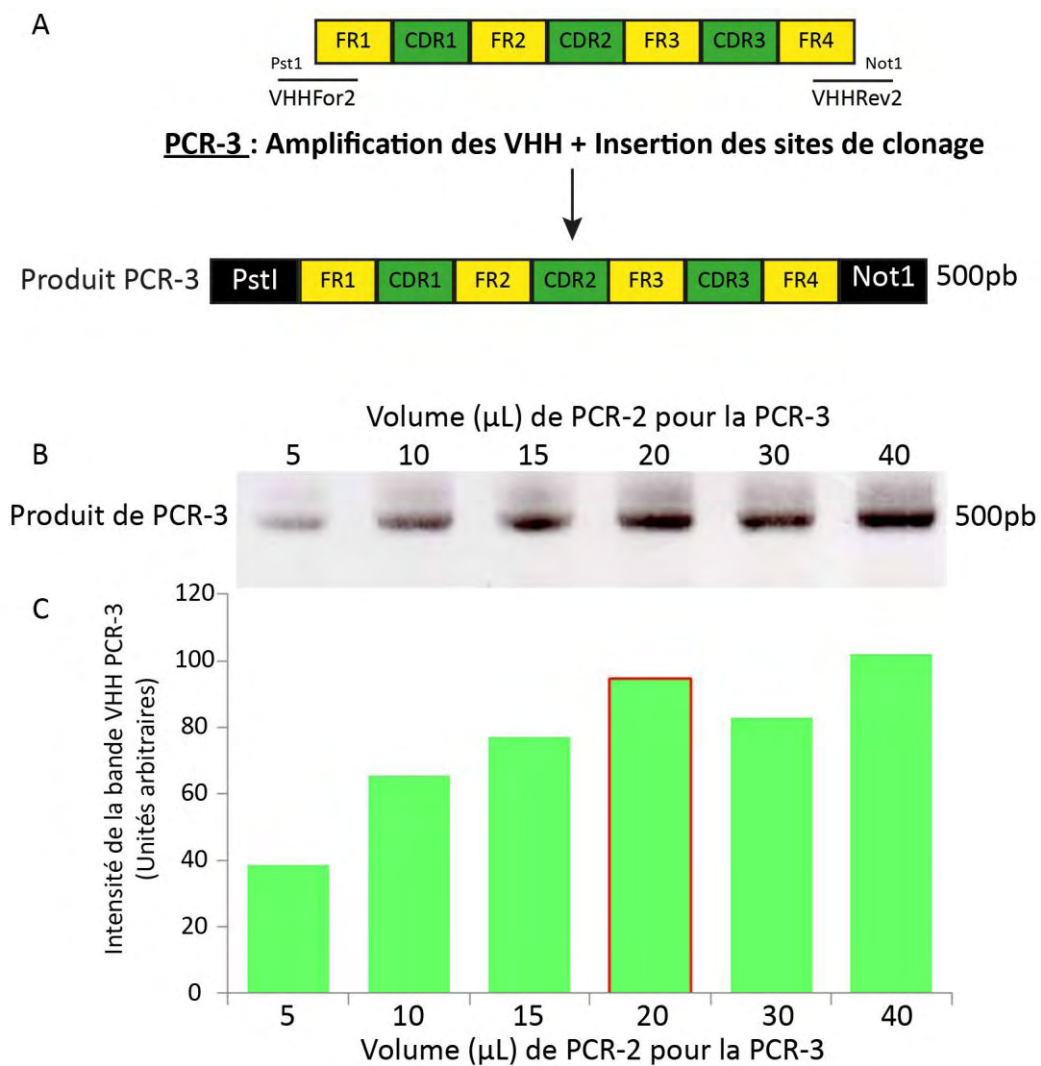 A
FR1 CDR1 FR2 CDR2 FR3 CDR3 FR4
Pst1 Not1
VHHFor2 VHHRev2
PCR-3 : Amplification des VHH + Insertion des sites de clonage
Produit PCR-3 PstI FR1 CDR1 FR2 CDR2 FR3 CDR3 FR4 Not1 500pb
Volume (µL) de PCR-2 pour la PCR-3
B 5 10 15 20 30 40
Produit de PCR-3 500pb
C
Intensité de la bande VHH PCR-3
(Unités arbitraires)
120
100
80
60
40
20
0
5 10 15 20 30 40
Volume (µL) de PCR-2 pour la PCR-3